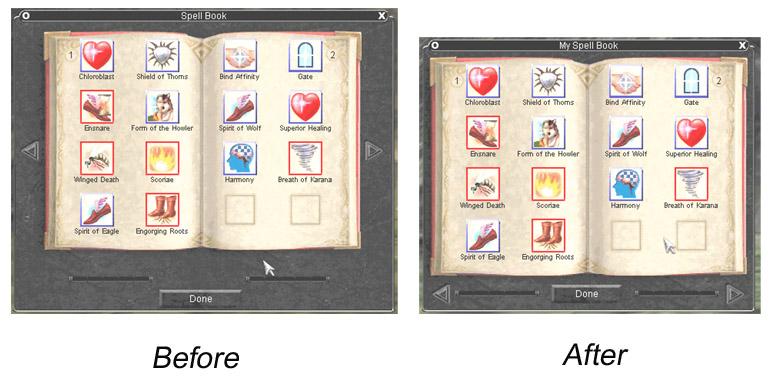 Spell Book
1 Chloroblast Shield of Thorns Bind Affinity Gate 2
Ensnare Form of the Howler Spirit of Wolf Superior Healing
Winged Death Scoriae Harmony Breath of Karana
Spirit of Eagle Engorging Roots
Done
Before
My Spell Book
1 Chloroblast Shield of Thorns Bind Affinity Gate 2
Ensnare Form of the Howler Spirit of Wolf Superior Healing
Winged Death Scoriae Harmony Breath of Karana
Spirit of Eagle Engorging Roots
Done
After